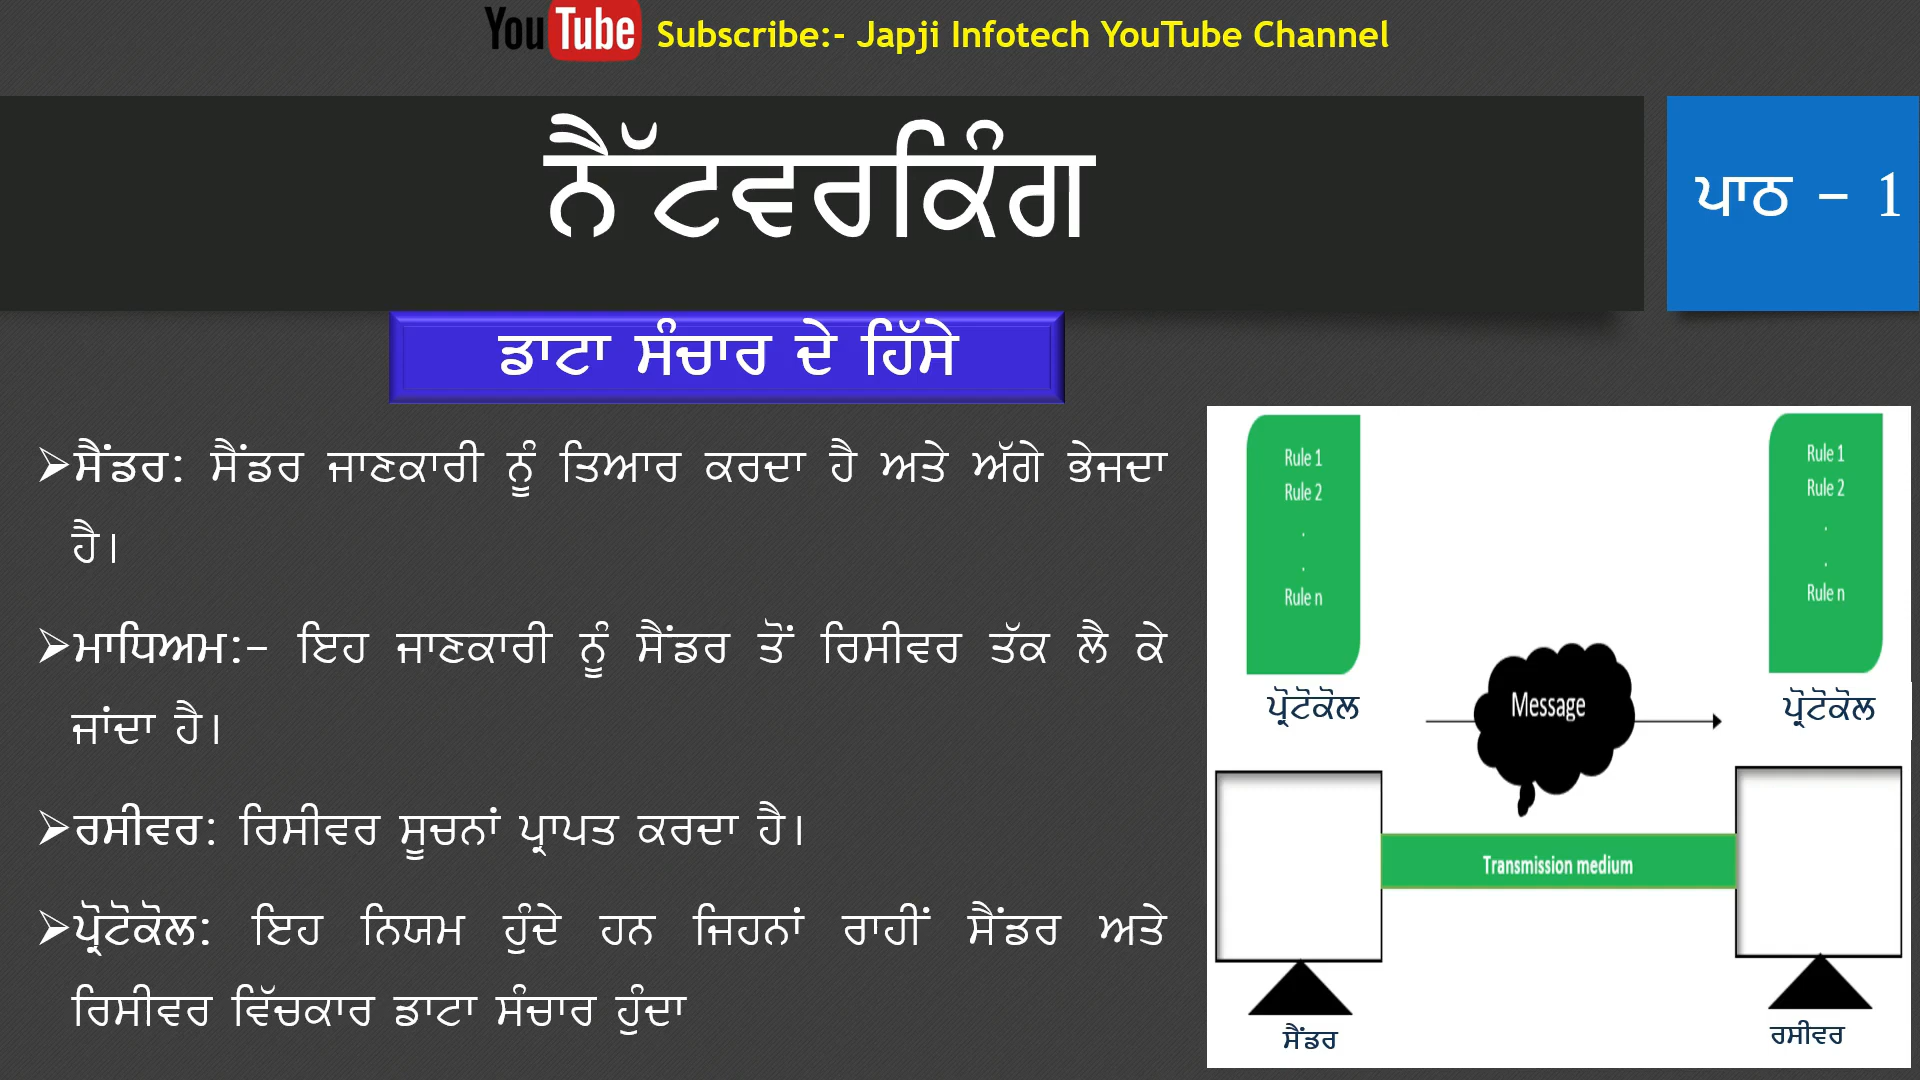 YouTube Subscribe:- Japji Infotech YouTube Channel
ਨੈੱਟਵਰਕਿੰਗ
ਪਾਠ - 1
ਡਾਟਾ ਸੰਚਾਰ ਦੇ ਹਿੱਸੇ
➢ਸੈਂਡਰ: ਸੈਂਡਰ ਜਾਣਕਾਰੀ ਨੂੰ ਤਿਆਰ ਕਰਦਾ ਹੈ ਅਤੇ ਅੱਗੇ ਭੇਜਦਾ
ਹੈ।
➢ਮਾਧਿਅਮ:- ਇਹ ਜਾਣਕਾਰੀ ਨੂੰ ਸੈਂਡਰ ਤੋਂ ਰਿਸੀਵਰ ਤੱਕ ਲੈ ਕੇ
ਜਾਂਦਾ ਹੈ।
➢ਰਸੀਵਰ: ਰਿਸੀਵਰ ਸੂਚਨਾਂ ਪ੍ਰਾਪਤ ਕਰਦਾ ਹੈ।
➢ਪ੍ਰੋਟੋਕੋਲ: ਇਹ ਨਿਯਮ ਹੁੰਦੇ ਹਨ ਜਿਹਨਾਂ ਰਾਹੀਂ ਸੈਂਡਰ ਅਤੇ
ਰਿਸੀਵਰ ਵਿੱਚਕਾਰ ਡਾਟਾ ਸੰਚਾਰ ਹੁੰਦਾ
Rule 1
Rule 2
.
.
Rule n
ਪ੍ਰੋਟੋਕੋਲ
Rule 1
Rule 2
.
.
Rule n
ਪ੍ਰੋਟੋਕੋਲ
Message
Transmission medium
ਸੈਂਡਰ
ਰਸੀਵਰ